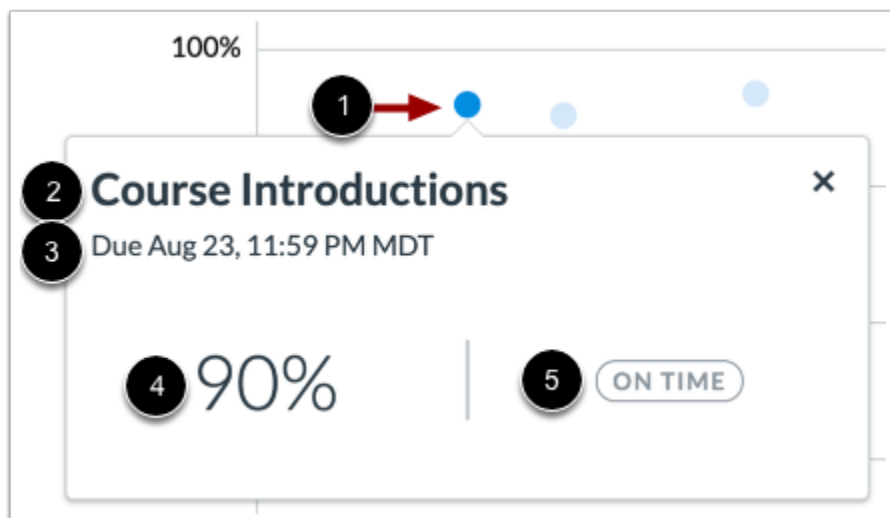 100%
1
2 Course Introductions ×
3 Due Aug 23, 11:59 PM MDT
4 90% 5 ON TIME